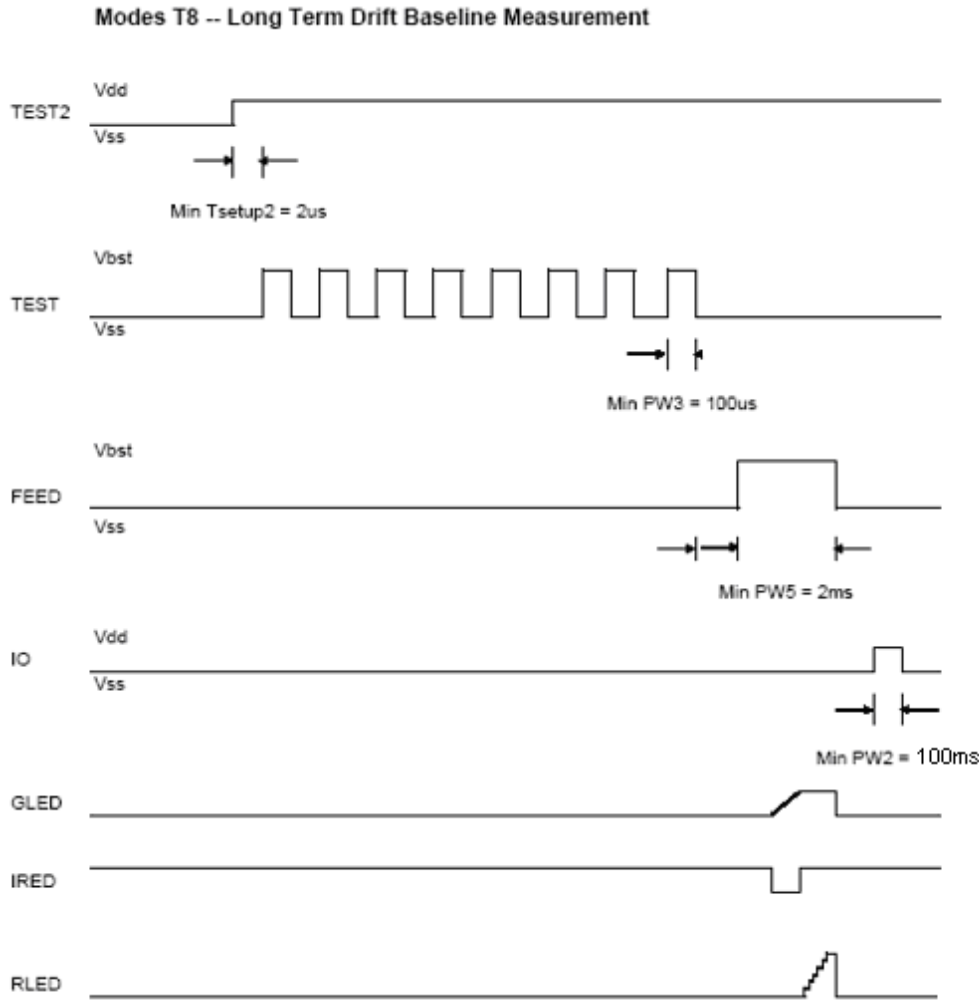 Modes T8 -- Long Term Drift Baseline Measurement
Vdd
TEST2
Vss
Min Tsetup2 = 2us
Vbst
TEST
Vss
Min PW3 = 100us
Vbst
FEED
Vss
Min PW5 = 2ms
Vdd
IO
Vss
Min PW2 = 100ms
GLED
IRED
RLED